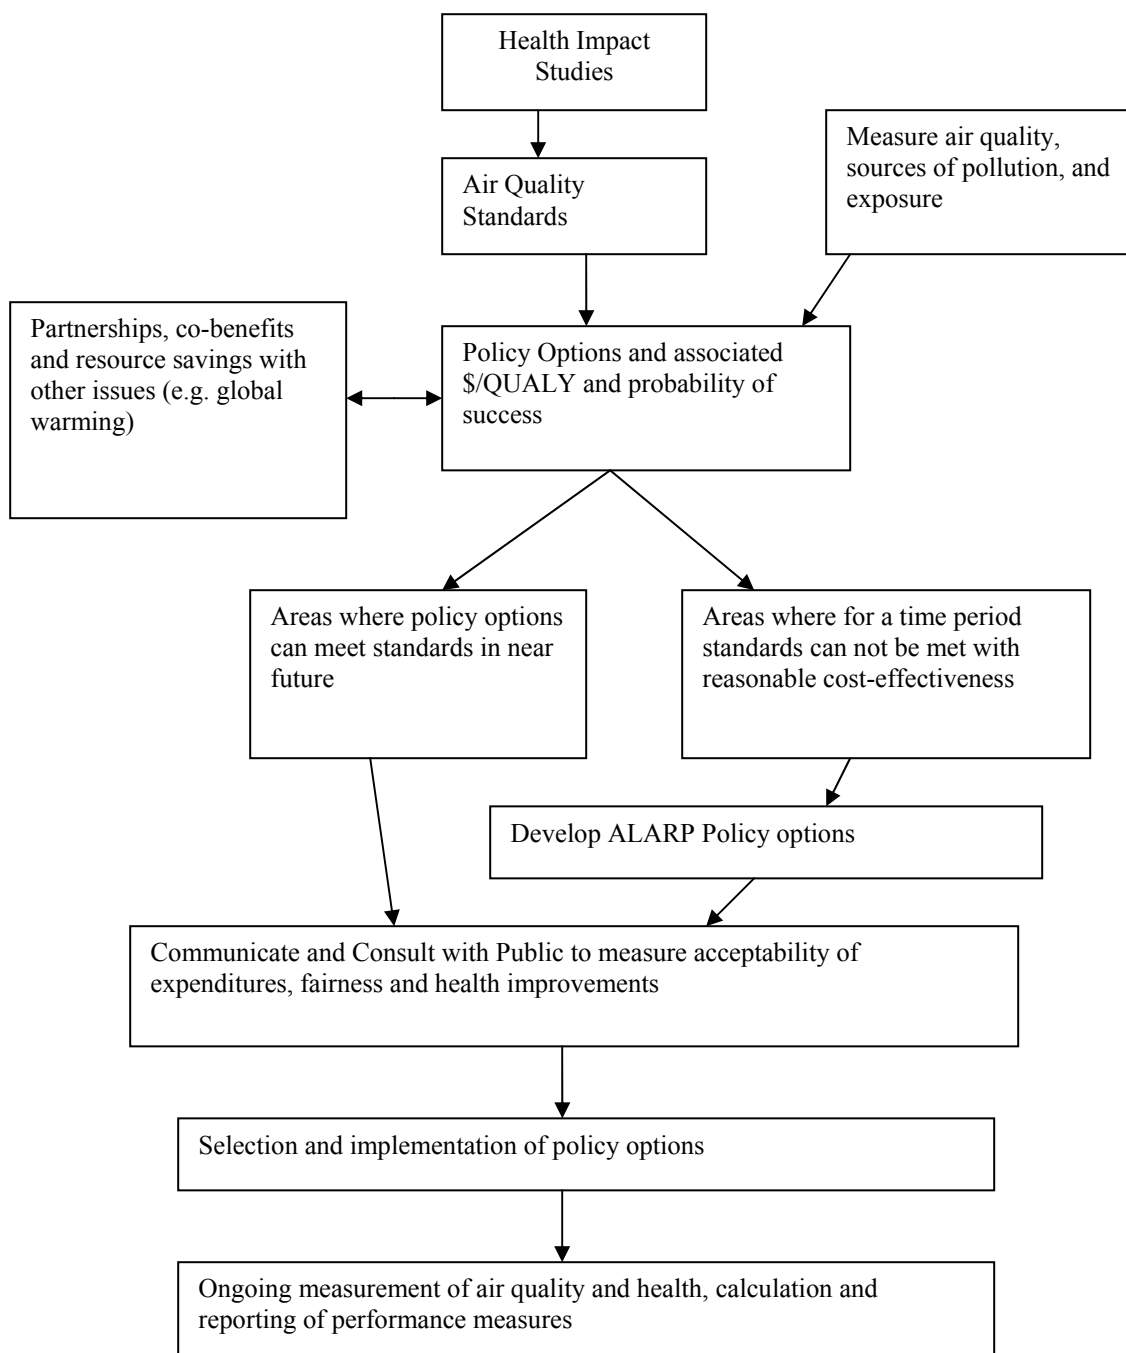 Health Impact
Studies
Measure air quality,
sources of pollution, and
exposure
Air Quality
Standards
Partnerships, co-benefits
and resource savings with
other issues (e.g. global
warming)
Policy Options and associated
$/QUALY and probability of
success
Areas where policy options
can meet standards in near
future
Areas where for a time period
standards can not be met with
reasonable cost-effectiveness
Develop ALARP Policy options
Communicate and Consult with Public to measure acceptability of
expenditures, fairness and health improvements
Selection and implementation of policy options
Ongoing measurement of air quality and health, calculation and
reporting of performance measures